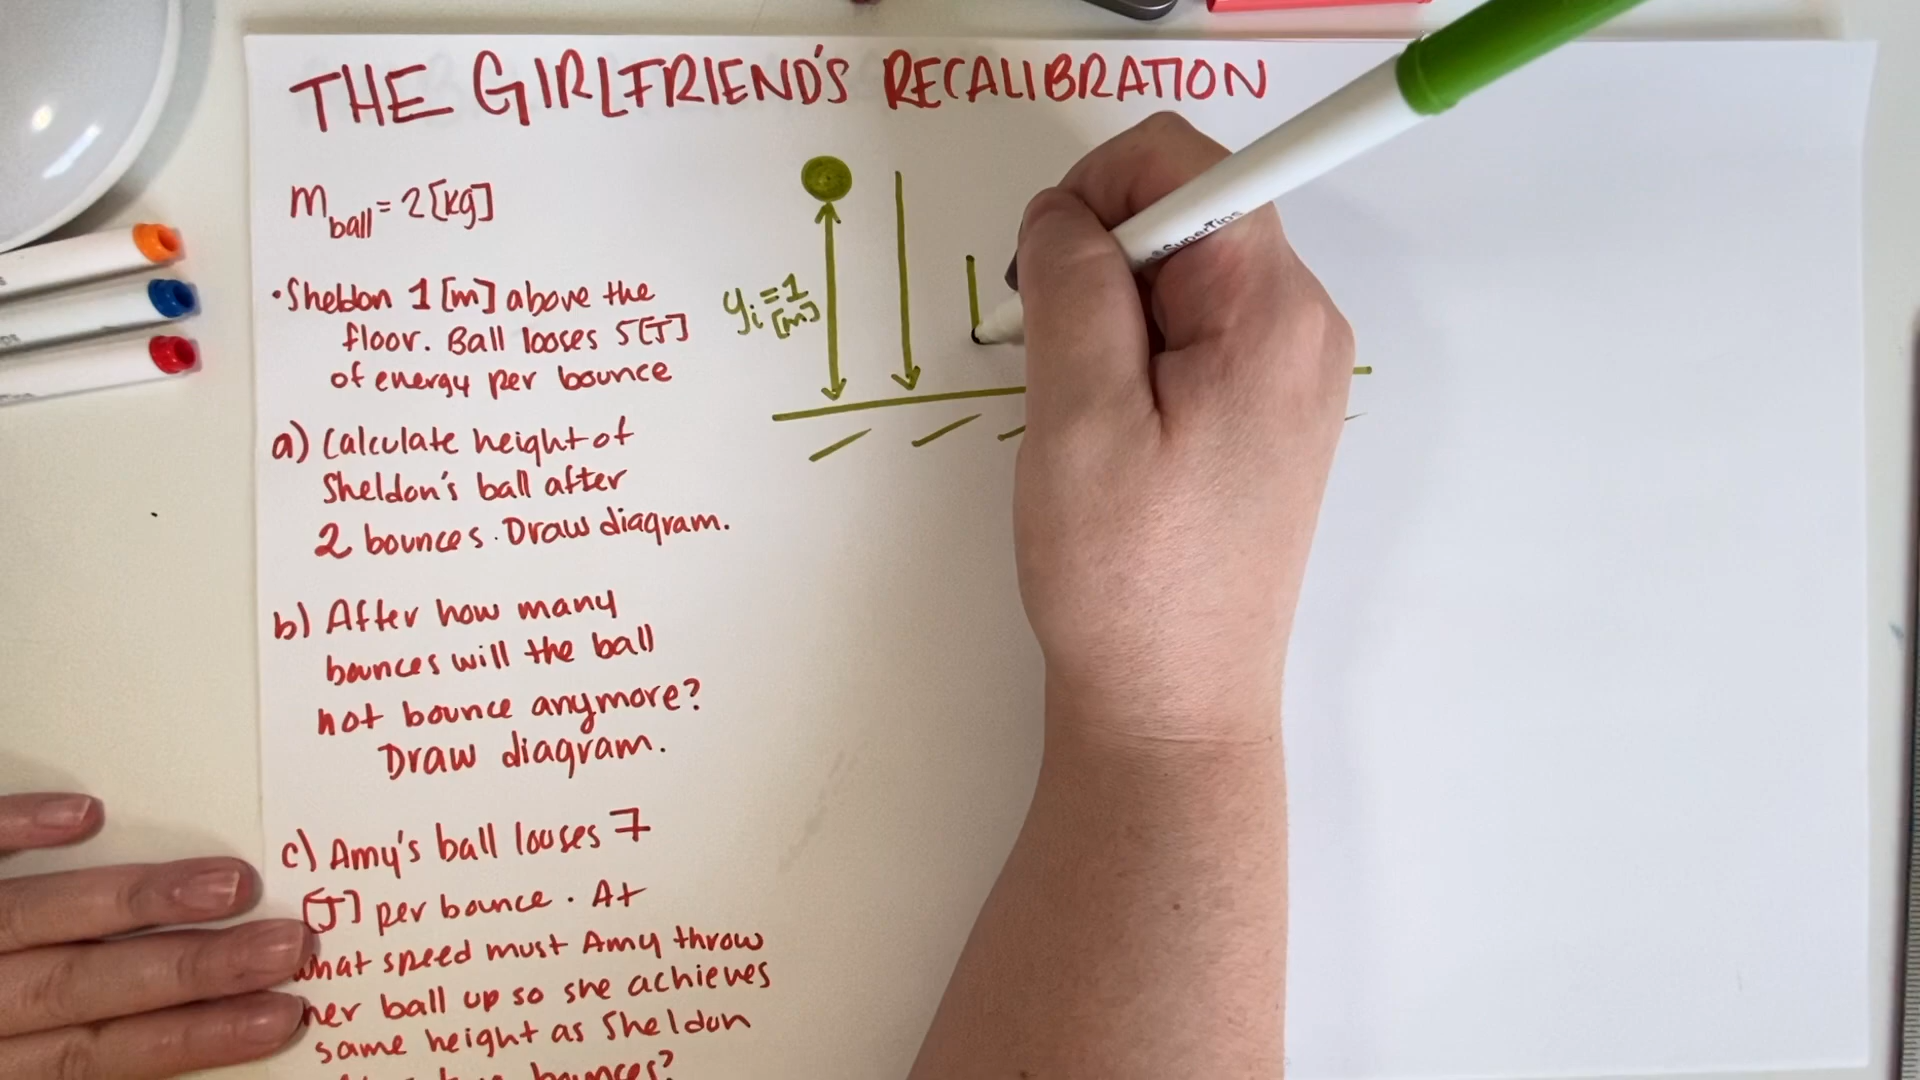 THE GIRLFRIEND'S RECALIBRATION
m ball = 2 [kg]
• Sheldon 1 [m] above the
floor. Ball looses 5 [J]
of energy per bounce
yi = 1
[m]
a) Calculate height of
Sheldon's ball after
2 bounces. Draw diagram.
b) After how many
bounces will the ball
not bounce anymore?
Draw diagram.
c) Amy's ball looses 7
[J] per bounce. At
what speed must Amy throw
her ball up so she achieves
same height as Sheldon
bounces?
SuperTips